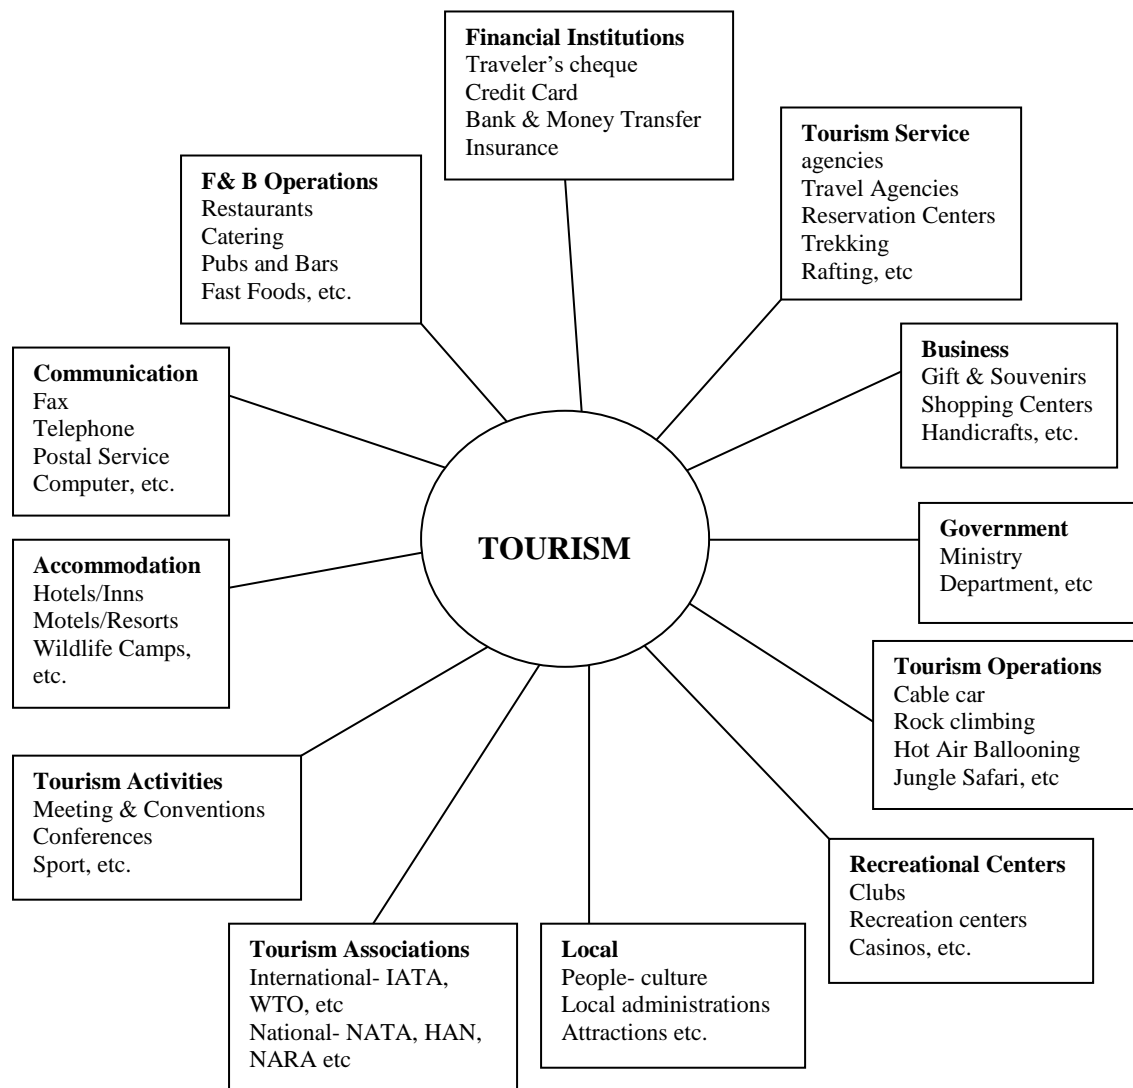 Financial Institutions
Traveler's cheque
Credit Card
Bank & Money Transfer
Insurance
Tourism Service
agencies
Travel Agencies
Reservation Centers
Trekking
Rafting, etc
F& B Operations
Restaurants
Catering
Pubs and Bars
Fast Foods, etc.
Business
Gift & Souvenirs
Shopping Centers
Handicrafts, etc.
Communication
Fax
Telephone
Postal Service
Computer, etc.
TOURISM
Government
Ministry
Department, etc
Accommodation
Hotels/Inns
Motels/Resorts
Wildlife Camps,
etc.
Tourism Operations
Cable car
Rock climbing
Hot Air Ballooning
Jungle Safari, etc
Tourism Activities
Meeting & Conventions
Conferences
Sport, etc.
Recreational Centers
Clubs
Recreation centers
Casinos, etc.
Tourism Associations
International- IATA,
WTO, etc
National- NATA, HAN,
NARA etc
Local
People- culture
Local administrations
Attractions etc.